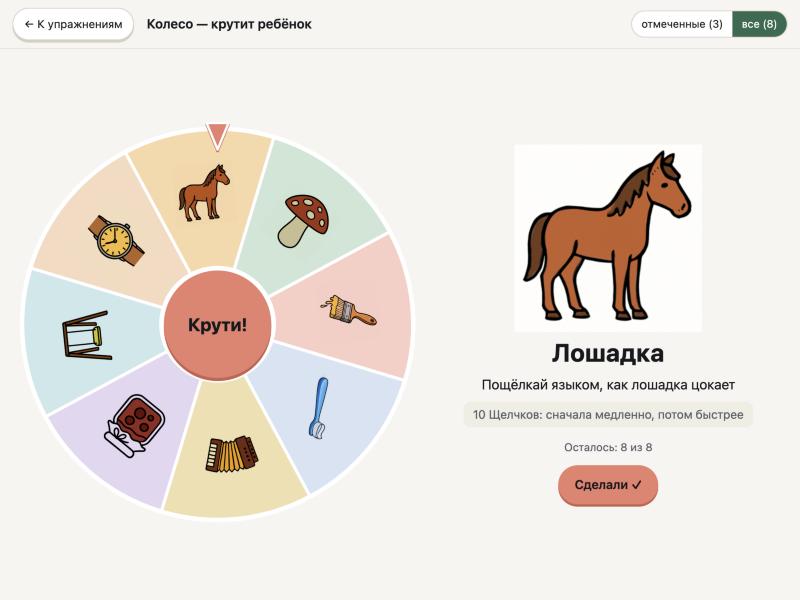 ← К упражнениям
Колесо — крутит ребёнок
отмеченные (3)
все (8)
Крути!
Лошадка
Пощёлкай языком, как лошадка цокает
10 Щелчков: сначала медленно, потом быстрее
Осталось: 8 из 8
Сделали ✓